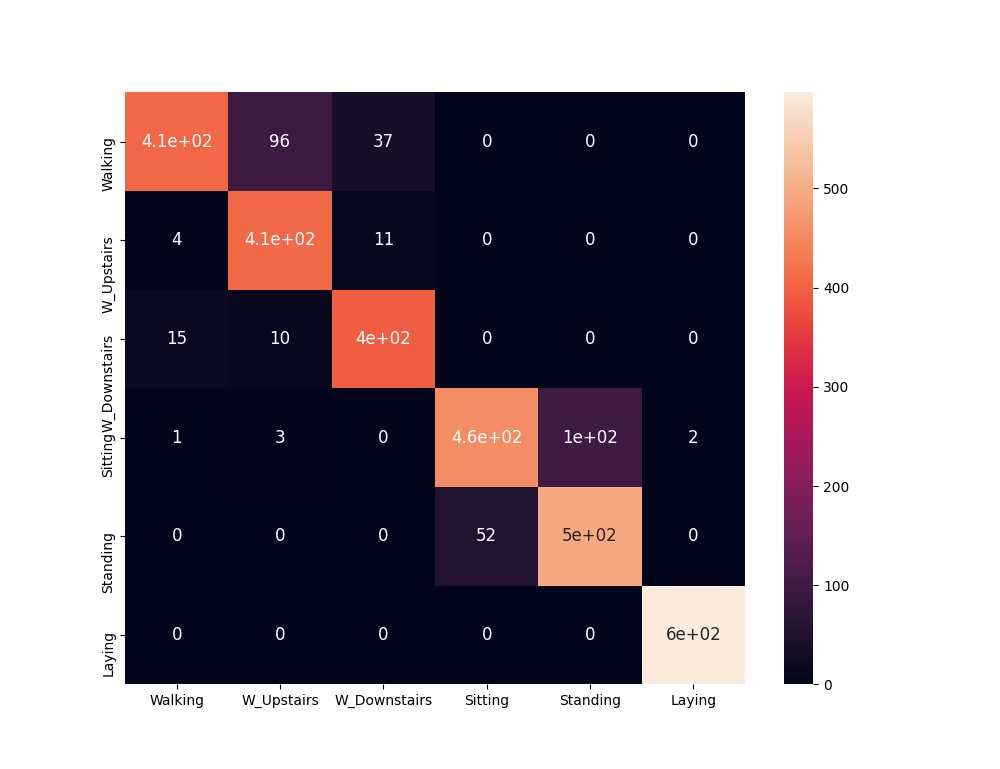 Walking 4.1e+02 96 37 0 0 0
W_Upstairs 4 4.1e+02 11 0 0 0
W_Downstairs 15 10 4e+02 0 0 0
Sitting 1 3 0 4.6e+02 1e+02 2
Standing 0 0 0 52 5e+02 0
Laying 0 0 0 0 0 6e+02
Walking W_Upstairs W_Downstairs Sitting Standing Laying
500
400
300
200
100
0